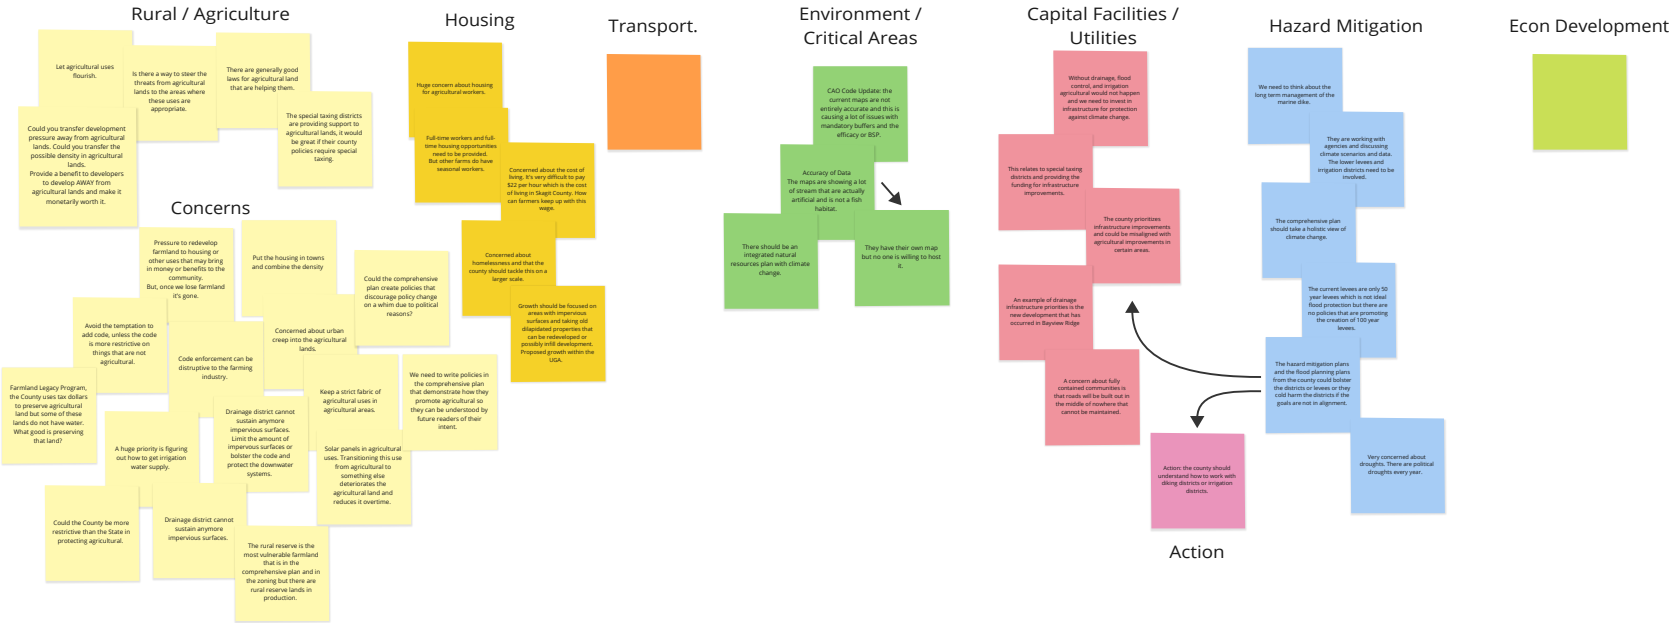 Rural / Agriculture
Let agricultural uses
flourish.
Is there a way to steer the
threats from agricultural
lands to the areas where
these uses are
appropriate.
There are generally good
laws for agricultural land
that are helping them.
The special taxing districts
are providing support to
agricultural lands, it would
be great if their county
policies require special
taxing.
Could you transfer development
pressure away from agricultural
lands. Could you transfer the
possible density in agricultural
lands.
Provide a benefit to developers
to develop AWAY from
agricultural lands and make it
monetarily worth it.
Concerns
Pressure to redevelop
farmland to housing or
other uses that may bring
in money or benefits to the
community.
But, once we lose farmland
it's gone.
Put the housing in towns
and combine the density
Could the comprehensive
plan create policies that
discourage policy change
on a whim due to political
reasons?
Avoid the temptation to
add code, unless the code
is more restrictive on
things that are not
agricultural.
Concerned about urban
creep into the agricultural
lands.
Code enforcement can be
distruptive to the farming
industry.
Farmland Legacy Program,
the County uses tax dollars
to preserve agricultural
land but some of these
lands do not have water.
What good is preserving
that land?
Keep a strict fabric of
agricultural uses in
agricultural areas.
We need to write policies in
the comprehensive plan
that demonstrate how they
promote agricultural so
they can be understood by
future readers of their
intent.
Drainage district cannot
sustain anymore
impervious surfaces.
Limit the amount of
impervous surfaces or
bolster the code and
protect the downwater
systems.
A huge priority is figuring
out how to get irrigation
water supply.
Solar panels in agricultural
uses. Transitioning this use
from agricultural to
something else
deteriorates the
agricultural land and
reduces it overtime.
Could the County be more
restrictive than the State in
protecting agricultural.
Drainage district cannot
sustain anymore
impervious surfaces.
The rural reserve is the
most vulnerable farmland
that is in the
comprehensive plan and in
the zoning but there are
rural reserve lands in
production.
Housing
Huge concern about housing
for agricultural workers.
Full-time workers and full-
time housing opportunities
need to be provided.
But other farms do have
seasonal workers.
Concerned about the cost of
living. It's very difficult to pay
$22 per hour which is the cost
of living in Skagit County. How
can farmers keep up with this
wage.
Concerned about
homelessness and that the
county should tackle this on a
larger scale.
Growth should be focused on
areas with impervious
surfaces and taking old
dilapidated properties that
can be redeveloped or
possibly infill development.
Proposed growth within the
UGA.
Transport.
Environment /
Critical Areas
CAO Code Update: the
current maps are not
entirely accurate and this is
causing a lot of issues with
mandatory buffers and the
efficacy or BSP.
Accuracy of Data
The maps are showing a lot
of stream that are actually
artificial and is not a fish
habitat.
There should be an
integrated natural
resources plan with climate
change.
They have their own map
but no one is willing to host
it.
Capital Facilities /
Utilities
Without drainage, flood
control, and irrigation
agricultural would not happen
and we need to invest in
infrastructure for protection
against climate change.
This relates to special taxing
districts and providing the
funding for infrastructure
improvements.
The county prioritizes
infrastructure improvements
and could be misaligned with
agricultural improvements in
certain areas.
An example of drainage
infrastructure priorities is the
new development that has
occurred in Bayview Ridge
A concern about fully
contained communities is
that roads will be built out in
the middle of nowhere that
cannot be maintained.
Action: the county should
understand how to work with
diking districts or irrigation
districts.
Action
Hazard Mitigation
We need to think about the
long term management of the
marine dike.
They are working with
agencies and discussing
climate scenarios and data.
The lower levees and
irrigation districts need to be
involved.
The comprehensive plan
should take a holistic view of
climate change.
The current levees are only 50
year levees which is not ideal
flood protection but there are
no policies that are promoting
the creation of 100 year
levees.
The hazard mitigation plans
and the flood planning plans
from the county could bolster
the districts or levees or they
cold harm the districts if the
goals are not in alignment.
Very concerned about
droughts. There are political
droughts every year.
Econ Development